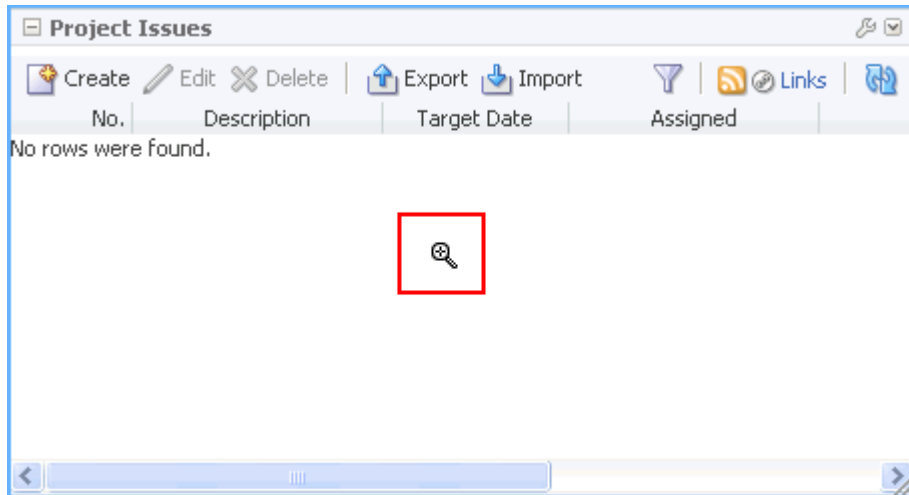 Project Issues
Create Edit Delete Export Import Links
No. Description Target Date Assigned
No rows were found.